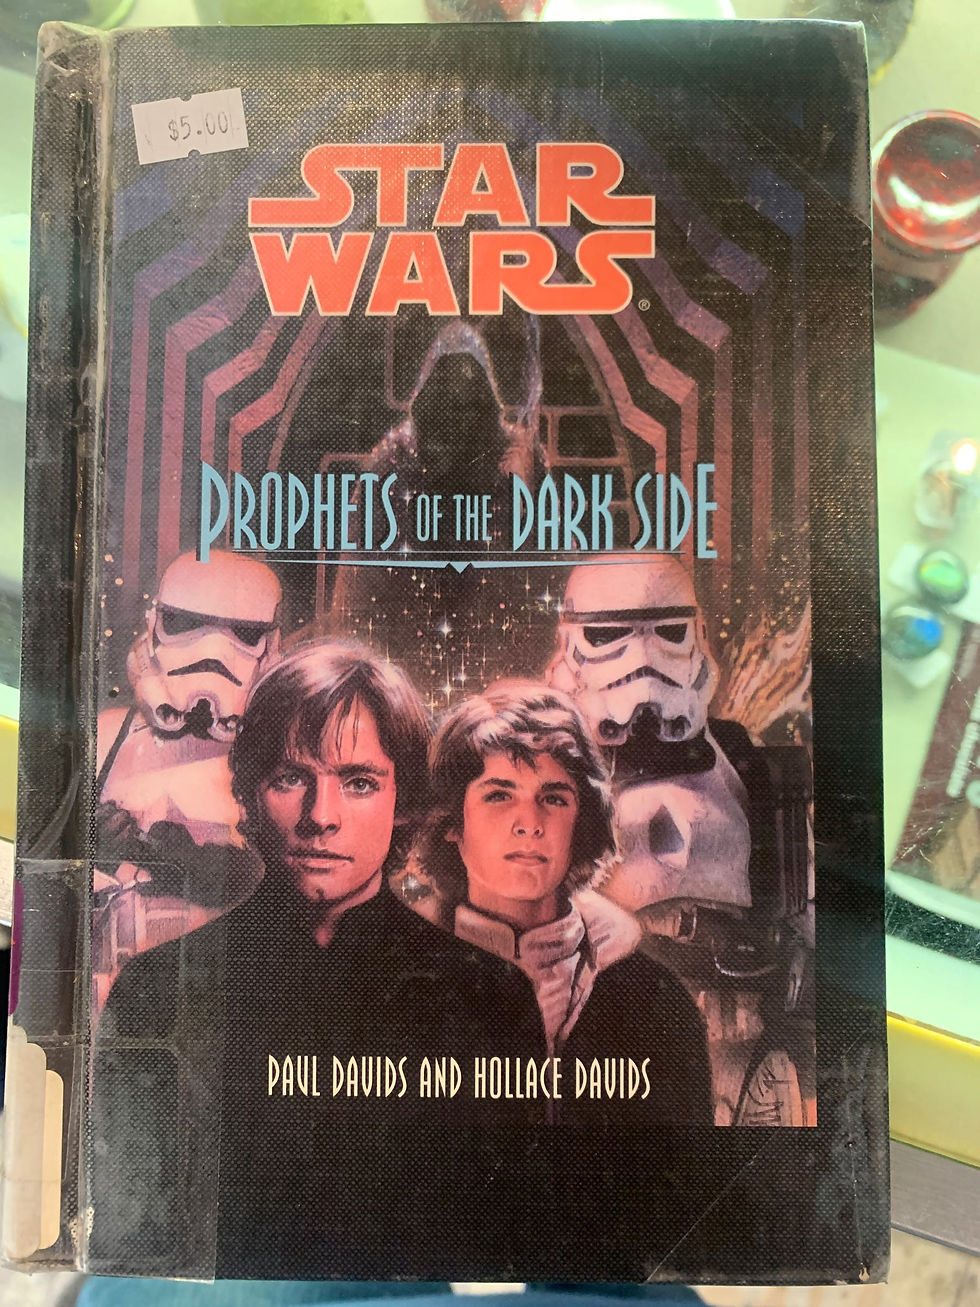 $5.00
STAR
WARS®
PROPHETS OF THE DARK SIDE
PAUL DAVIDS AND HOLLACE DAVIDS